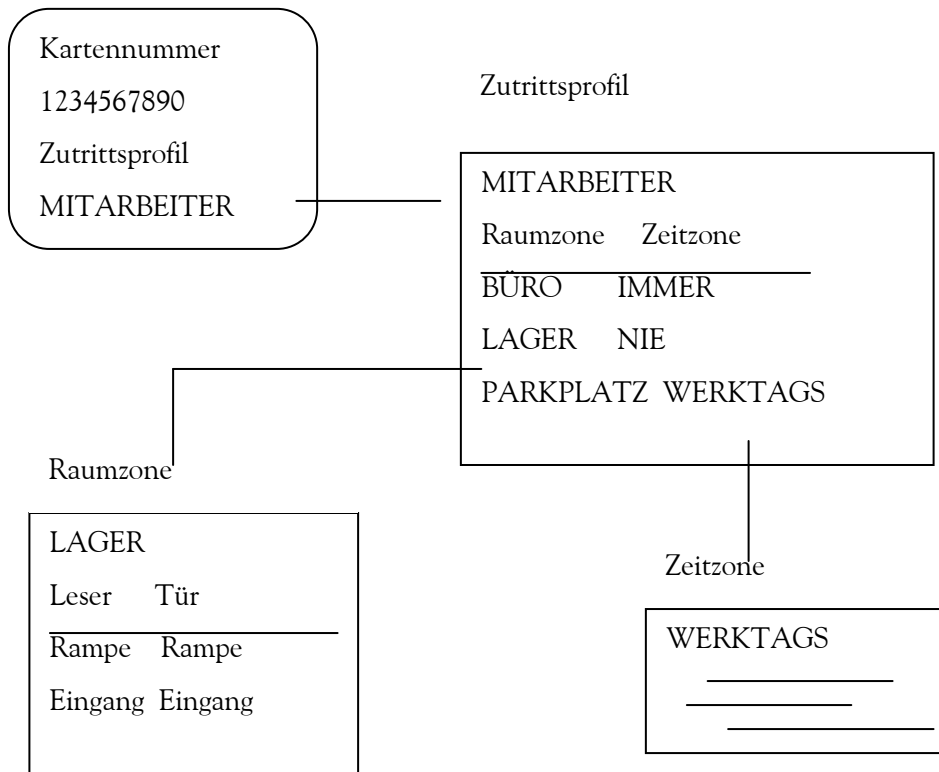 Kartennummer
1234567890
Zutrittsprofil
MITARBEITER
Zutrittsprofil
MITARBEITER
Raumzone Zeitzone
BÜRO IMMER
LAGER NIE
PARKPLATZ WERKTAGS
Raumzone
LAGER
Leser Tür
Rampe Rampe
Eingang Eingang
Zeitzone
WERKTAGS